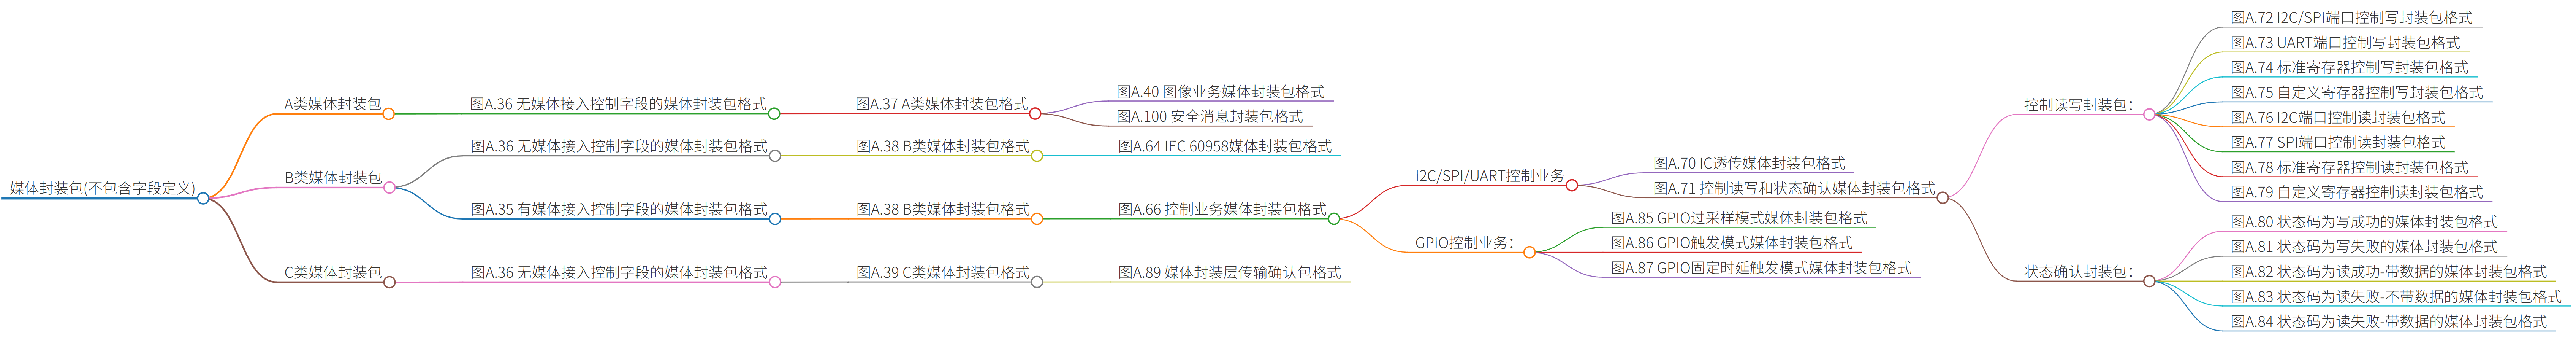 媒体封装包(不包含字段定义)
A类媒体封装包
图A.36 无媒体接入控制字段的媒体封装包格式
图A.37 A类媒体封装包格式
图A.40 图像业务媒体封装包格式
图A.100 安全消息封装包格式
B类媒体封装包
图A.36 无媒体接入控制字段的媒体封装包格式
图A.38 B类媒体封装包格式
图A.64 IEC 60958媒体封装包格式
图A.35 有媒体接入控制字段的媒体封装包格式
图A.38 B类媒体封装包格式
图A.66 控制业务媒体封装包格式
I2C/SPI/UART控制业务
图A.70 IC透传媒体封装包格式
图A.71 控制读写和状态确认媒体封装包格式
控制读写封装包：
图A.72 I2C/SPI端口控制写封装包格式
图A.73 UART端口控制写封装包格式
图A.74 标准寄存器控制写封装包格式
图A.75 自定义寄存器控制写封装包格式
图A.76 I2C端口控制读封装包格式
图A.77 SPI端口控制读封装包格式
图A.78 标准寄存器控制读封装包格式
图A.79 自定义寄存器控制读封装包格式
状态确认封装包：
图A.80 状态码为写成功的媒体封装包格式
图A.81 状态码为写失败的媒体封装包格式
图A.82 状态码为读成功-带数据的媒体封装包格式
图A.83 状态码为读失败-不带数据的媒体封装包格式
图A.84 状态码为读失败-带数据的媒体封装包格式
GPIO控制业务：
图A.85 GPIO过采样模式媒体封装包格式
图A.86 GPIO触发模式媒体封装包格式
图A.87 GPIO固定时延触发模式媒体封装包格式
C类媒体封装包
图A.36 无媒体接入控制字段的媒体封装包格式
图A.39 C类媒体封装包格式
图A.89 媒体封装层传输确认包格式